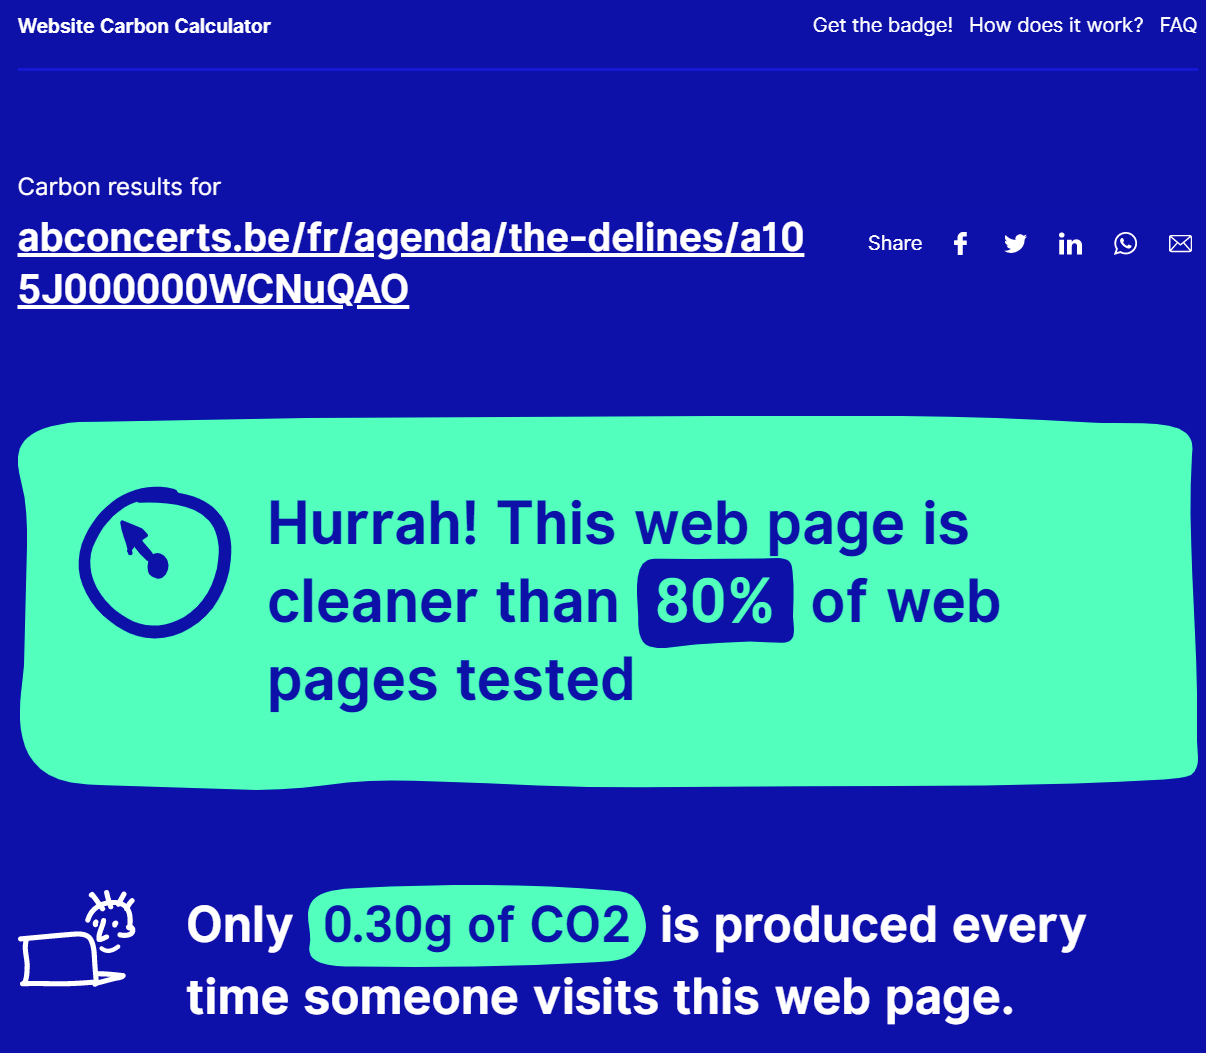 Website Carbon Calculator
Get the badge! How does it work? FAQ
Carbon results for
abconcerts.be/fr/agenda/the-delines/a10
5J000000WCNuQAO
Share
Hurrah! This web page is
cleaner than 80% of web
pages tested
Only 0.30g of CO2 is produced every
time someone visits this web page.